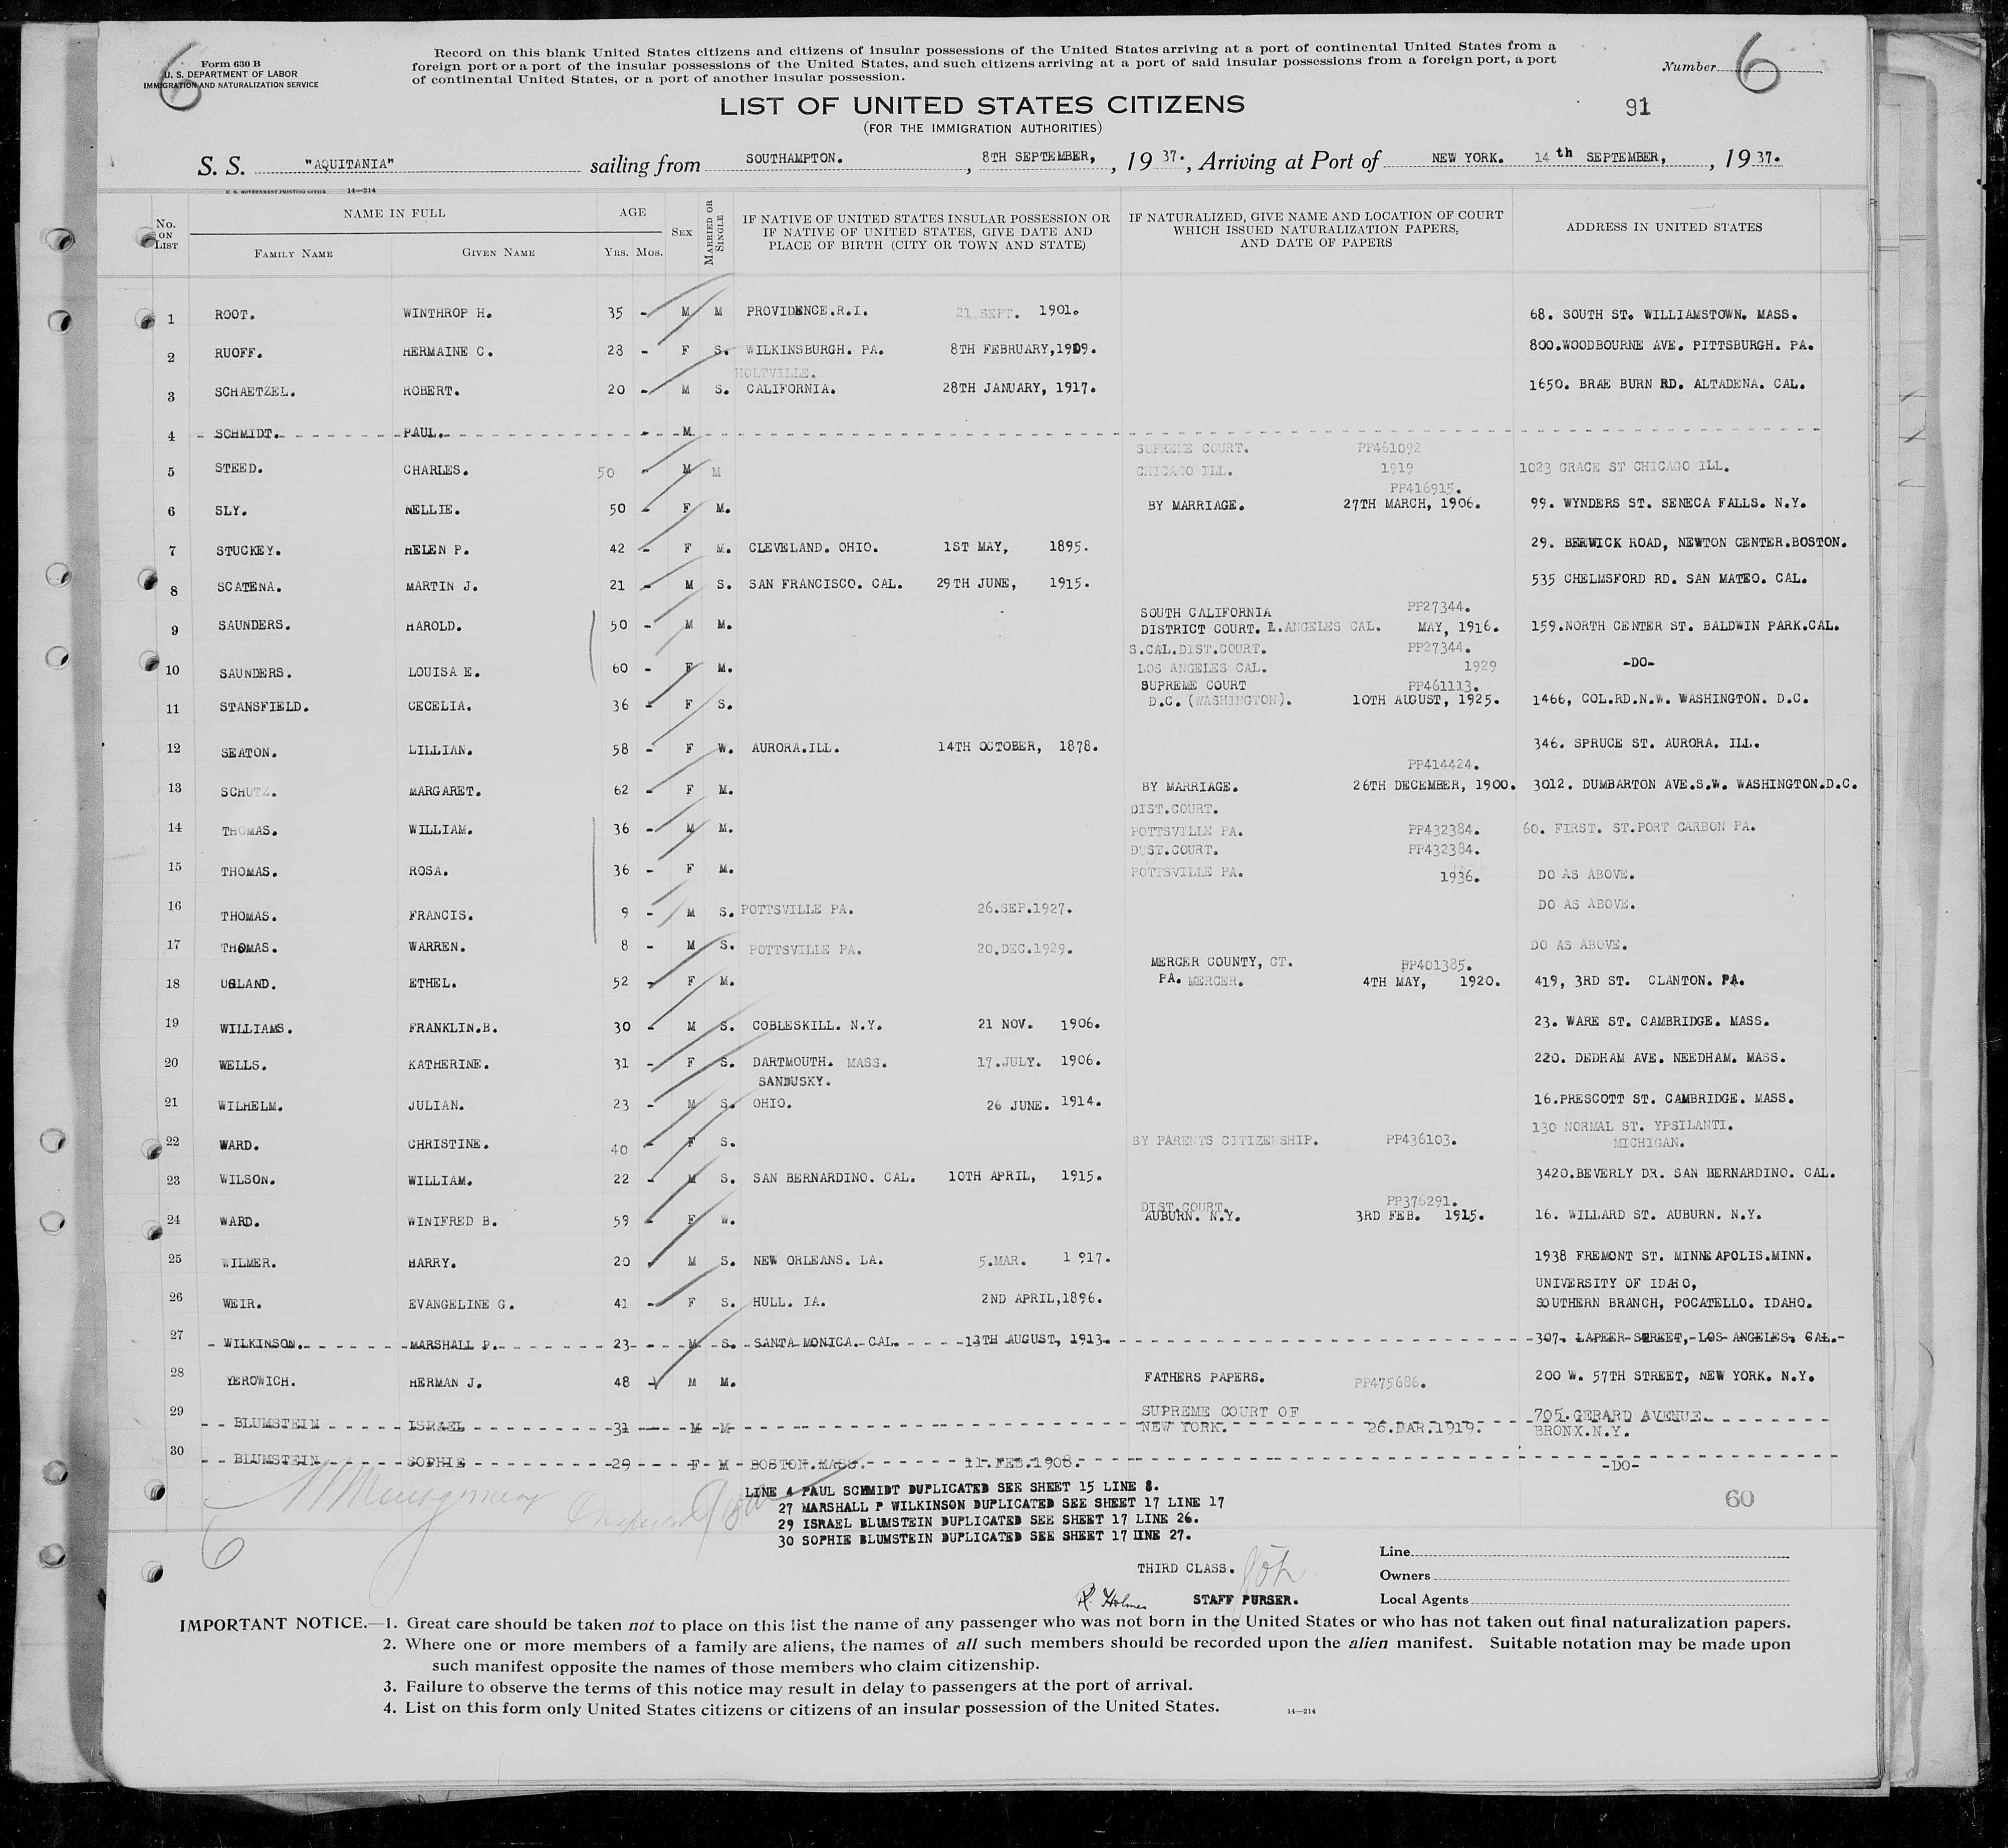 6
Form 630 B
U. S. DEPARTMENT OF LABOR
IMMIGRATION AND NATURALIZATION SERVICE
Record on this blank United States citizens and citizens of insular possessions of the United States arriving at a port of continental United States from a
foreign port or a port of the insular possessions of the United States, and such citizens arriving at a port of said insular possessions from a foreign port, a port
of continental United States, or a port of another insular possession.
Number 6
LIST OF UNITED STATES CITIZENS
(FOR THE IMMIGRATION AUTHORITIES)
91
S. S. "AQUITANIA" sailing from SOUTHAMPTON. , 8TH SEPTEMBER, , 19 37. , Arriving at Port of NEW YORK. 14 th SEPTEMBER, , 19 37.
U. S. GOVERNMENT PRINTING OFFICE 14—214
No. ON LIST
NAME IN FULL
FAMILY NAME GIVEN NAME
AGE
YRS. MOS.
SEX
MARRIED OR SINGLE
IF NATIVE OF UNITED STATES INSULAR POSSESSION OR
IF NATIVE OF UNITED STATES, GIVE DATE AND
PLACE OF BIRTH (CITY OR TOWN AND STATE)
IF NATURALIZED, GIVE NAME AND LOCATION OF COURT
WHICH ISSUED NATURALIZATION PAPERS,
AND DATE OF PAPERS
ADDRESS IN UNITED STATES
1 ROOT. WINTHROP H. 35 - M M PROVIDENCE.R.I. 21 SEPT. 1901. 68. SOUTH ST. WILLIAMSTOWN. MASS.
2 RUOFF. HERMAINE C. 28 - F S. WILKINSBURGH. PA. 8TH FEBRUARY,1909. 800.WOODBOURNE AVE. PITTSBURGH. PA.
HOLTVILLE.
3 SCHAETZEL. ROBERT. 20 - M S. CALIFORNIA. 28TH JANUARY, 1917. 1650. BRAE BURN RD. ALTADENA. CAL.
4 SCHMIDT. PAUL. - M
SUPREME COURT. PP461092
5 STEED. CHARLES. 50 - M M CHICAGO ILL. 1919 1023 GRACE ST CHICAGO ILL.
PP416915.
6 SLY. NELLIE. 50 - F M. BY MARRIAGE. 27TH MARCH, 1906. 99. WYNDERS ST. SENECA FALLS. N.Y.
7 STUCKEY. HELEN P. 42 - F M. CLEVELAND. OHIO. 1ST MAY, 1895. 29. BERWICK ROAD, NEWTON CENTER.BOSTON.
8 SCATENA. MARTIN J. 21 - M S. SAN FRANCISCO. CAL. 29TH JUNE, 1915. 535 CHELMSFORD RD. SAN MATEO. CAL.
SOUTH CALIFORNIA PP27344.
9 SAUNDERS. HAROLD. 50 - M M. DISTRICT COURT. L.ANGELES CAL. MAY, 1916. 159.NORTH CENTER ST. BALDWIN PARK.CAL.
S.CAL.DIST.COURT. PP27344.
10 SAUNDERS. LOUISA E. 60 - F M. LOS ANGELES CAL. 1929 -DO-
SUPREME COURT PP461113.
11 STANSFIELD. CECELIA. 36 - F S. D.C. (WASHINGTON). 10TH AUGUST, 1925. 1466, COL.RD.N.W. WASHINGTON. D.C.
12 SEATON. LILLIAN. 58 - F W. AURORA.ILL. 14TH OCTOBER, 1878. 346. SPRUCE ST. AURORA. ILL.
PP414424.
13 SCHUTZ. MARGARET. 62 - F M. BY MARRIAGE. 26TH DECEMBER, 1900. 3012. DUMBARTON AVE.S.W. WASHINGTON.D.C.
DIST.COURT.
14 THOMAS. WILLIAM. 36 - M M. POTTSVILLE PA. PP432384. 60. FIRST. ST.PORT CARBON PA.
DUST.COURT. PP432384.
15 THOMAS. ROSA. 36 - F M. POTTSVILLE PA. 1936. DO AS ABOVE.
16 THOMAS. FRANCIS. 9 - M S. POTTSVILLE PA. 26.SEP.1927. DO AS ABOVE.
17 THOMAS. WARREN. 8 - M S. POTTSVILLE PA. 20.DEC.1929. DO AS ABOVE.
MERCER COUNTY, CT. PP401385.
18 UGLAND. ETHEL. 52 - F M. PA. MERCER. 4TH MAY, 1920. 419, 3RD ST. CLANTON. PA.
19 WILLIAMS. FRANKLIN.B. 30 - M S. COBLESKILL. N.Y. 21 NOV. 1906. 23. WARE ST. CAMBRIDGE. MASS.
20 WELLS. KATHERINE. 31 - F S. DARTMOUTH. MASS. 17.JULY. 1906. 220. DEDHAM AVE. NEEDHAM. MASS.
SANDUSKY.
21 WILHELM. JULIAN. 23 - M S. OHIO. 26 JUNE. 1914. 16.PRESCOTT ST. CAMBRIDGE. MASS.
22 WARD. CHRISTINE. 40 - F S. BY PARENTS CITIZENSHIP. PP436103. 130 NORMAL ST. YPSILANTI.
MICHIGAN.
23 WILSON. WILLIAM. 22 - M S. SAN BERNARDINO. CAL. 10TH APRIL, 1915. 3420.BEVERLY DR. SAN BERNARDINO. CAL.
DIST.COURT. PP376291.
24 WARD. WINIFRED B. 59 - F W. AUBURN. N.Y. 3RD FEB. 1915. 16. WILLARD ST. AUBURN. N.Y.
25 WILMER. HARRY. 20 M S. NEW ORLEANS. LA. 5.MAR. 1 917. 1938 FREMONT ST. MINNEAPOLIS.MINN.
UNIVERSITY OF IDAHO,
26 WEIR. EVANGELINE G. 41 - F S. HULL. IA. 2ND APRIL,1896. SOUTHERN BRANCH, POCATELLO. IDAHO.
27 WILKINSON. MARSHALL P. 23 - M S. SANTA MONICA. CAL. 13TH AUGUST, 1913. 307. LAPEER STREET, LOS ANGELES, CAL.
28 YEROWICH. HERMAN J. 48 - M M. FATHERS PAPERS. PP475686. 200 W. 57TH STREET, NEW YORK. N.Y.
SUPREME COURT OF
29 BLUMSTEIN ISRAEL 31 - M M NEW YORK. 26.MAR.1919. 705.GERARD AVENUE.
BRONX.N.Y.
30 BLUMSTEIN SOPHIE 29 F M BOSTON.MASS. 11.FEB.1908. -DO-
LINE 4 PAUL SCHMIDT DUPLICATED SEE SHEET 15 LINE 8.
27 MARSHALL P WILKINSON DUPLICATED SEE SHEET 17 LINE 17
29 ISRAEL BLUMSTEIN DUPLICATED SEE SHEET 17 LINE 26.
30 SOPHIE BLUMSTEIN DUPLICATED SEE SHEET 17 IINE 27.
60
6
THIRD CLASS.
R. Holmes STAFF PURSER.
Line
Owners
Local Agents
IMPORTANT NOTICE.—1. Great care should be taken not to place on this list the name of any passenger who was not born in the United States or who has not taken out final naturalization papers.
2. Where one or more members of a family are aliens, the names of all such members should be recorded upon the alien manifest. Suitable notation may be made upon
such manifest opposite the names of those members who claim citizenship.
3. Failure to observe the terms of this notice may result in delay to passengers at the port of arrival.
4. List on this form only United States citizens or citizens of an insular possession of the United States.
14—214